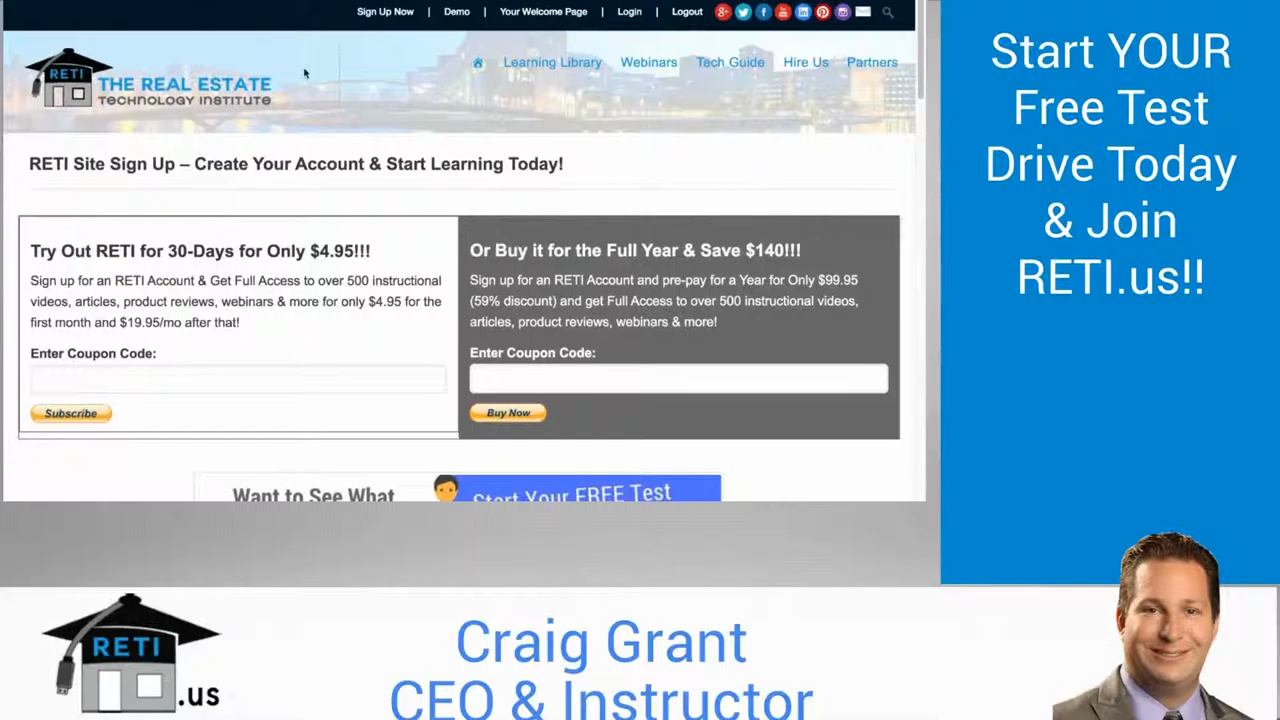 Sign Up Now | Demo | Your Welcome Page | Login | Logout
RETI
THE REAL ESTATE
TECHNOLOGY INSTITUTE
Learning Library Webinars Tech Guide Hire Us Partners
RETI Site Sign Up – Create Your Account & Start Learning Today!
Try Out RETI for 30-Days for Only $4.95!!!
Sign up for an RETI Account & Get Full Access to over 500 instructional
videos, articles, product reviews, webinars & more for only $4.95 for the
first month and $19.95/mo after that!
Enter Coupon Code:
Subscribe
Or Buy it for the Full Year & Save $140!!!
Sign up for an RETI Account and pre-pay for a Year for Only $99.95
(59% discount) and get Full Access to over 500 instructional videos,
articles, product reviews, webinars & more!
Enter Coupon Code:
Buy Now
Want to See What
Start Your FREE Test
Start YOUR
Free Test
Drive Today
& Join
RETI.us!!
RETI
.us
Craig Grant
CEO & Instructor